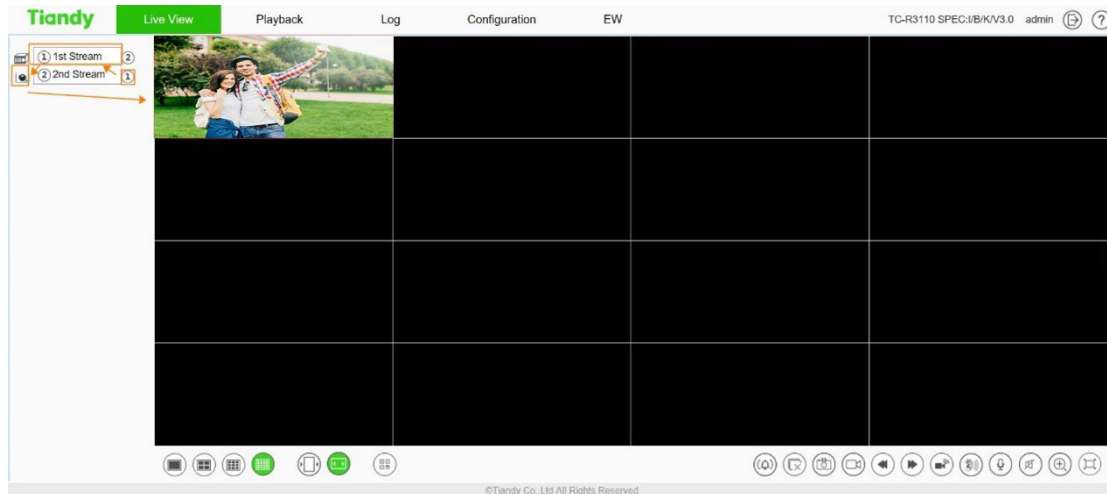 Tiandy Live View Playback Log Configuration EW TC-R3110 SPEC:I/B/K/V3.0 admin ?
1 1st Stream 2
2 2nd Stream 1
©Tiandy Co.,Ltd All Rights Reserved